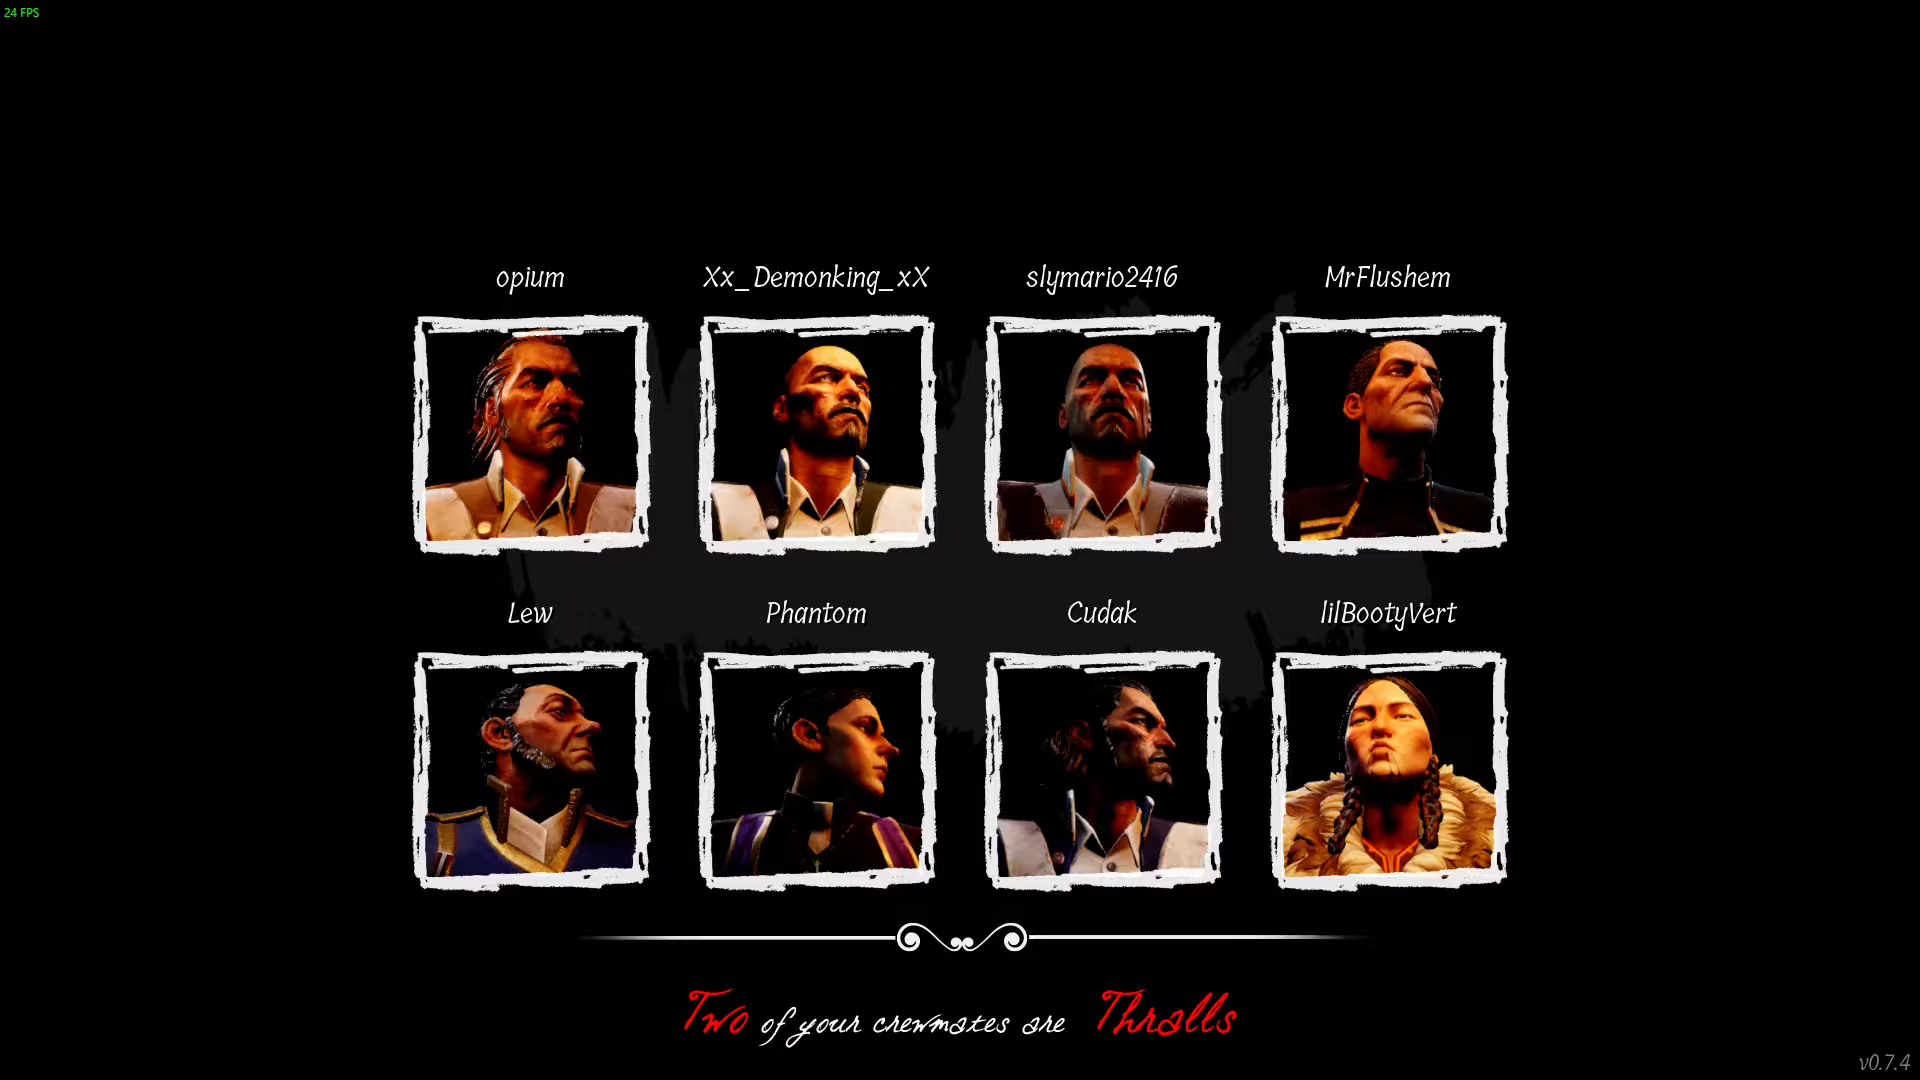 24 FPS
opium
Xx_Demonking_xX
slymario2416
MrFlushem
Lew
Phantom
Cudak
lilBootyVert
Two of your crewmates are Thralls
v0.7.4